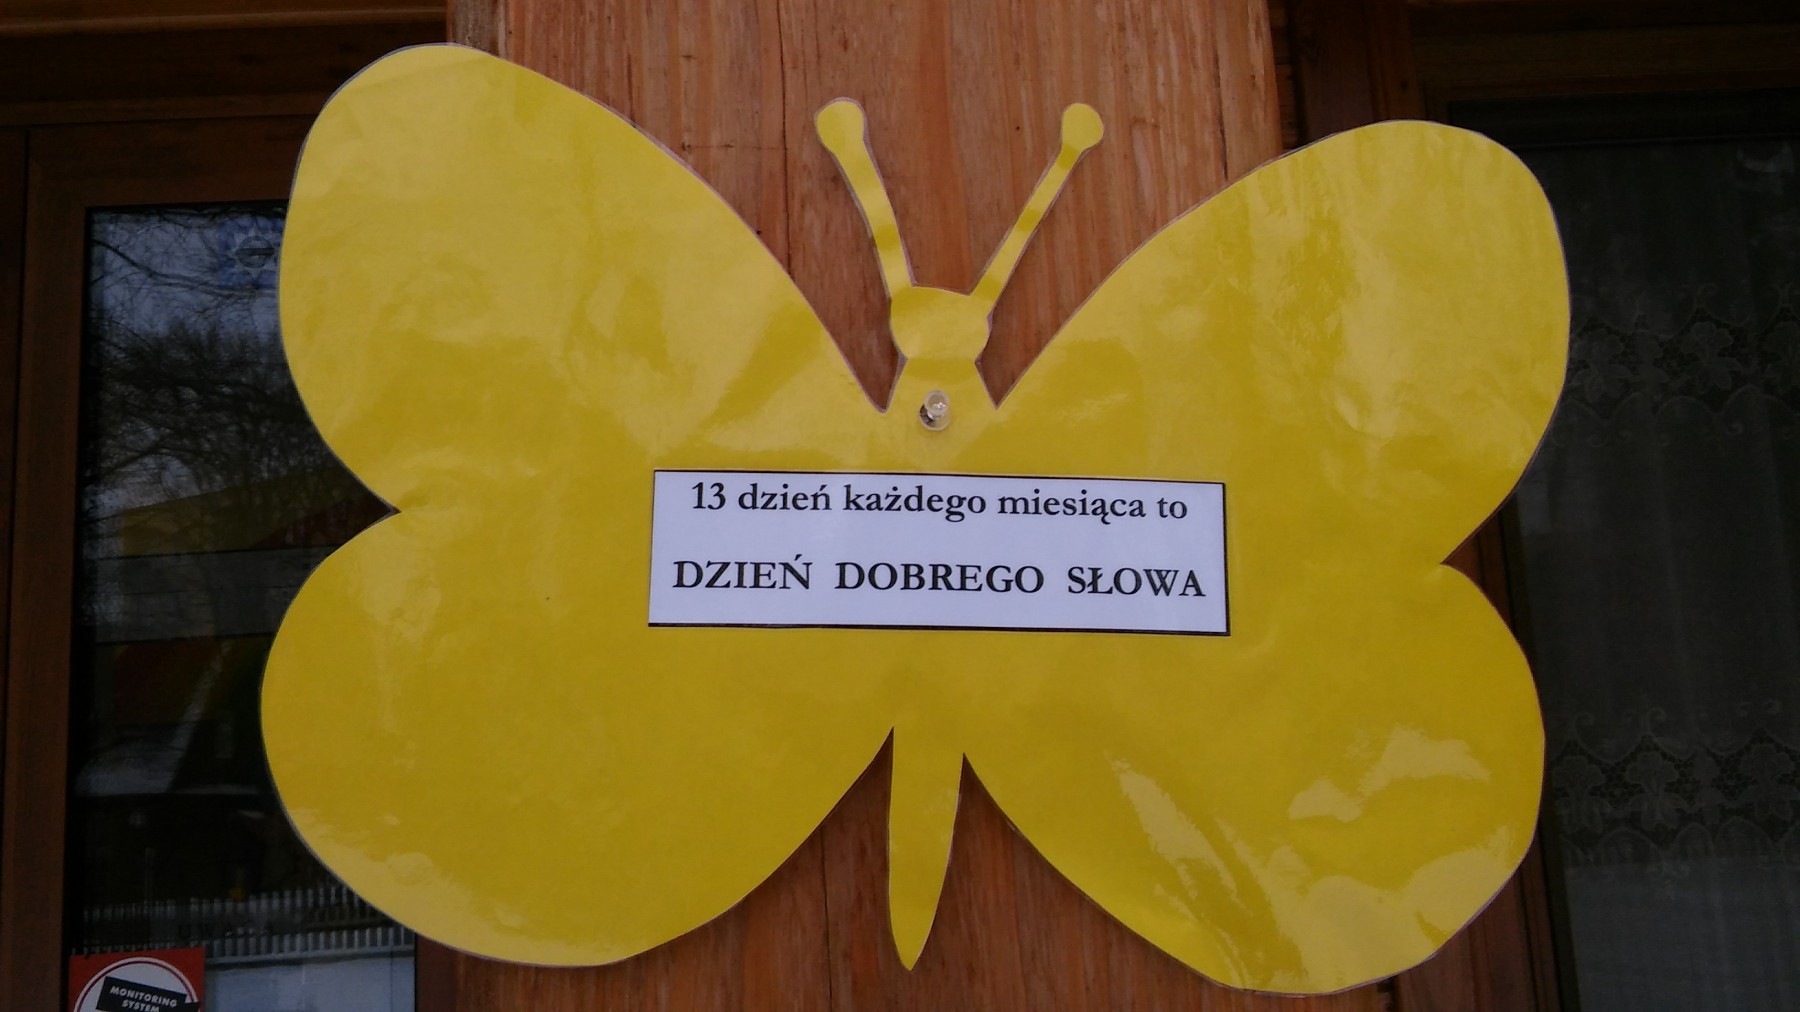 13 dzień każdego miesiąca to
DZIEŃ DOBREGO SŁOWA
MONITORING
SYSTEM